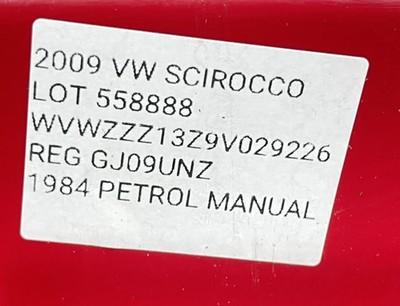 2009 VW SCIROCCO
LOT 558888
WVWZZZ13Z9V029226
REG GJ09UNZ
1984 PETROL MANUAL